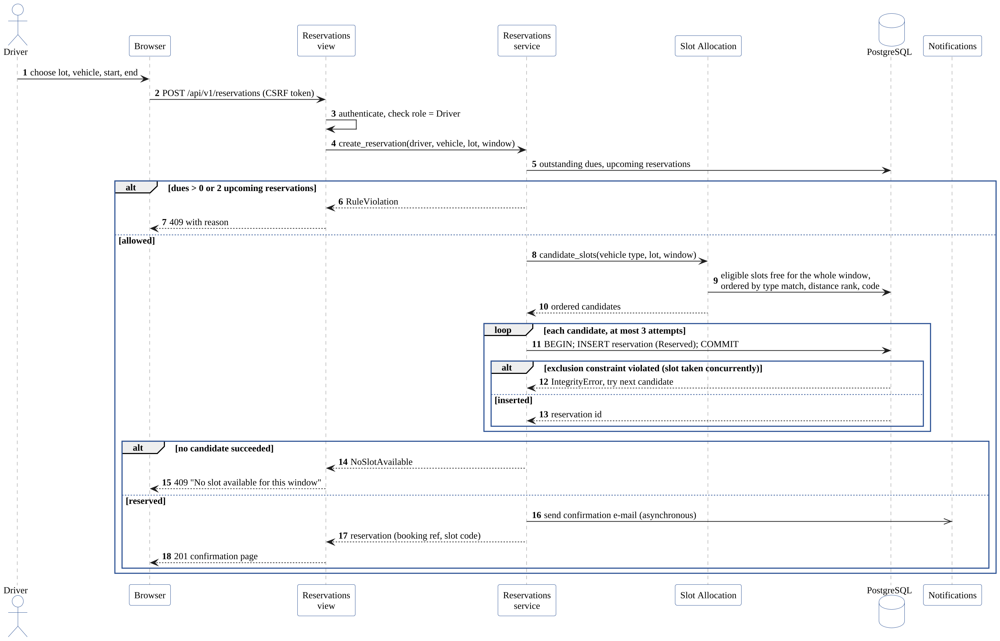 Driver
Browser
Reservations
view
Reservations
service
Slot Allocation
PostgreSQL
Notifications
1 choose lot, vehicle, start, end
2 POST /api/v1/reservations (CSRF token)
3 authenticate, check role = Driver
4 create_reservation(driver, vehicle, lot, window)
5 outstanding dues, upcoming reservations
alt [dues > 0 or 2 upcoming reservations]
6 RuleViolation
7 409 with reason
[allowed]
8 candidate_slots(vehicle type, lot, window)
9 eligible slots free for the whole window,
ordered by type match, distance rank, code
10 ordered candidates
loop [each candidate, at most 3 attempts]
11 BEGIN; INSERT reservation (Reserved); COMMIT
alt [exclusion constraint violated (slot taken concurrently)]
12 IntegrityError, try next candidate
[inserted]
13 reservation id
alt [no candidate succeeded]
14 NoSlotAvailable
15 409 "No slot available for this window"
[reserved]
16 send confirmation e-mail (asynchronous)
17 reservation (booking ref, slot code)
18 201 confirmation page
Driver
Browser
Reservations
view
Reservations
service
Slot Allocation
PostgreSQL
Notifications